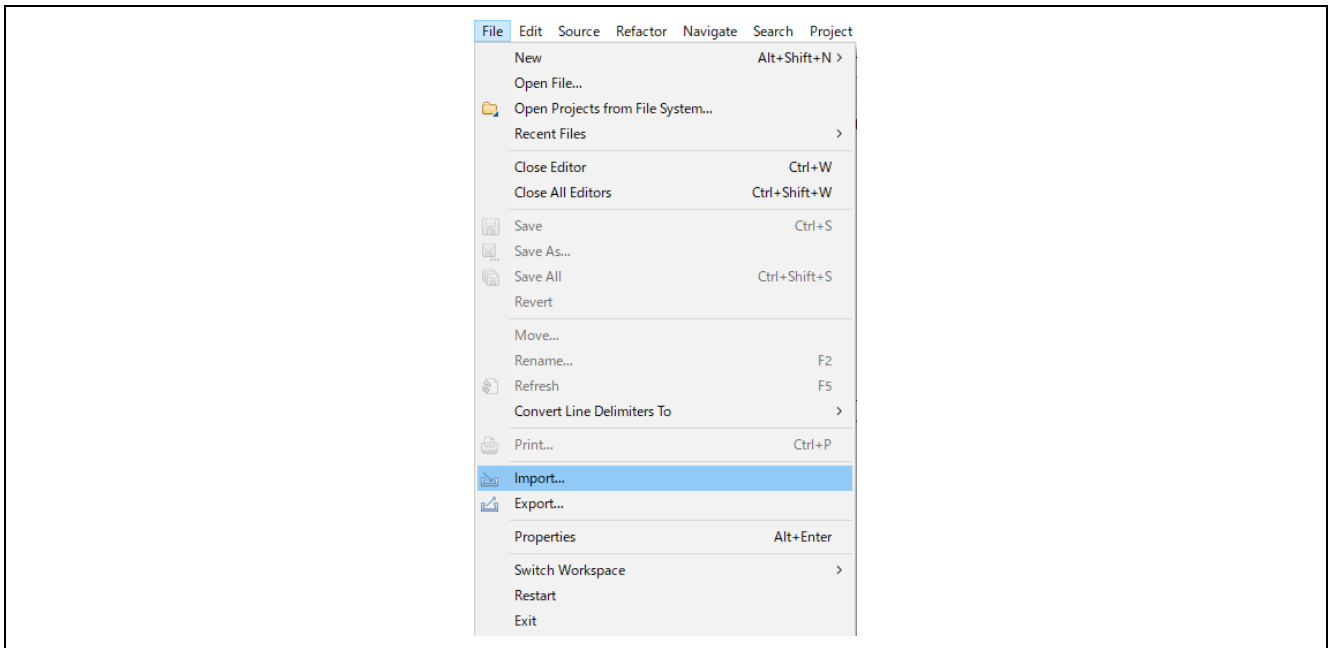 File Edit Source Refactor Navigate Search Project
New Alt+Shift+N >
Open File...
Open Projects from File System...
Recent Files >
Close Editor Ctrl+W
Close All Editors Ctrl+Shift+W
Save Ctrl+S
Save As...
Save All Ctrl+Shift+S
Revert
Move...
Rename... F2
Refresh F5
Convert Line Delimiters To >
Print... Ctrl+P
Import...
Export...
Properties Alt+Enter
Switch Workspace >
Restart
Exit